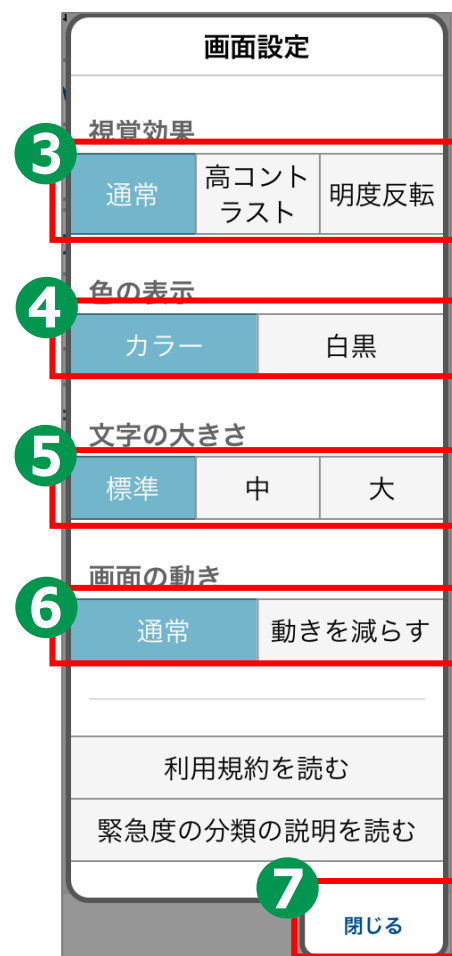 画面設定
視覚効果
3
通常
高コント
ラスト
明度反転
色の表示
4
カラー
白黒
文字の大きさ
5
標準
中
大
画面の動き
6
通常
動きを減らす
利用規約を読む
緊急度の分類の説明を読む
7
閉じる